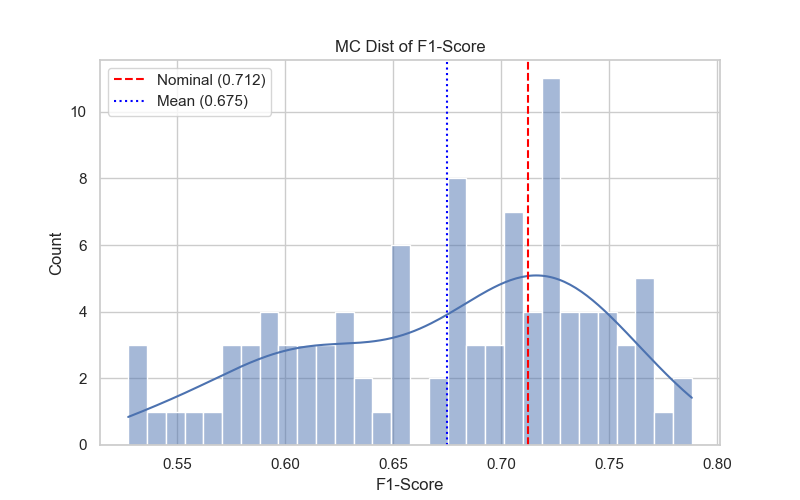 MC Dist of F1-Score
Nominal (0.712)
Mean (0.675)
Count
10
8
6
4
2
0
0.55 0.60 0.65 0.70 0.75 0.80
F1-Score